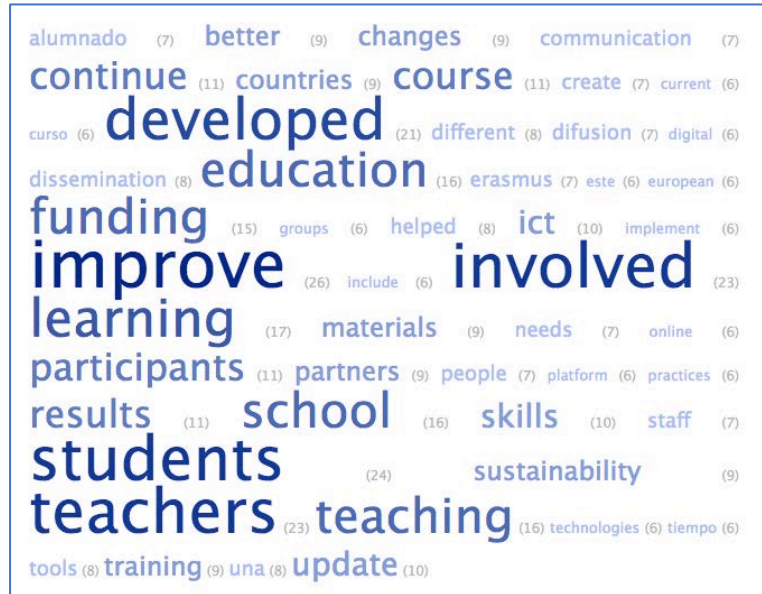 alumnado (7) better (9) changes (9) communication (7)
continue (11) countries (9) course (11) create (7) current (6)
curso (6) developed (21) different (8) difusion (7) digital (6)
dissemination (8) education (16) erasmus (7) este (6) european (6)
funding (15) groups (6) helped (8) ict (10) implement (6)
improve (26) include (6) involved (23)
learning (17) materials (9) needs (7) online (6)
participants (11) partners (9) people (7) platform (6) practices (6)
results (11) school (16) skills (10) staff (7)
students (24) sustainability (9)
teachers (23) teaching (16) technologies (6) tiempo (6)
tools (8) training (9) una (8) update (10)